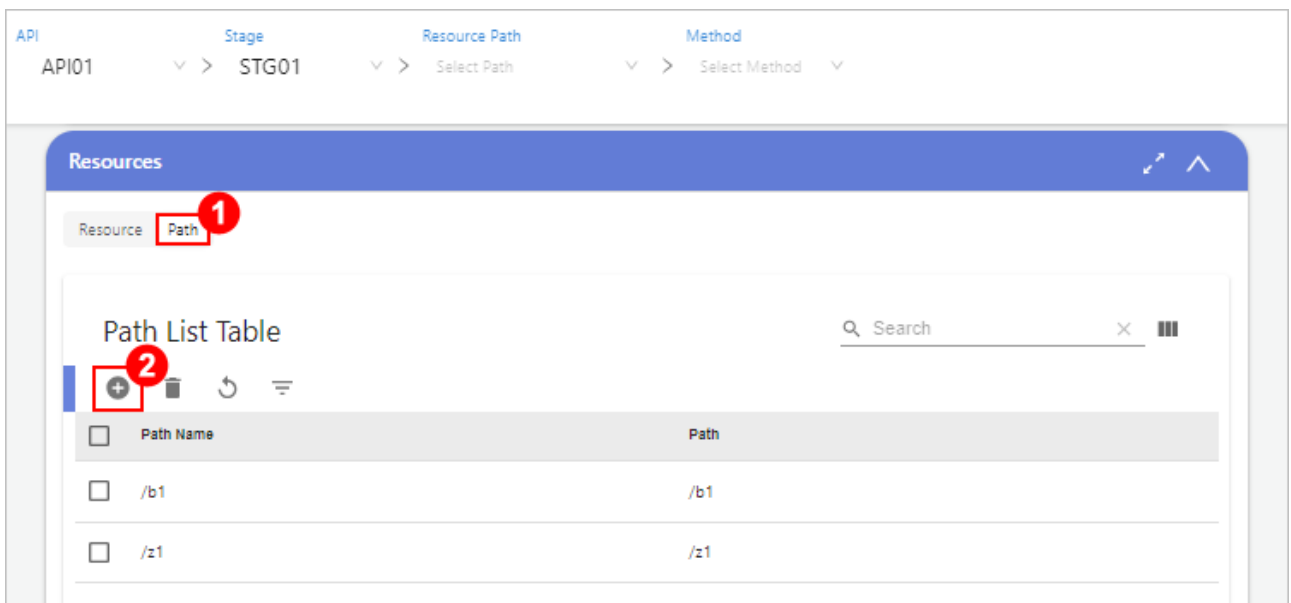 API Stage Resource Path Method
API01 > STG01 > Select Path > Select Method
Resources
1
Resource Path
Path List Table
Search
2
Path Name Path
/b1 /b1
/z1 /z1